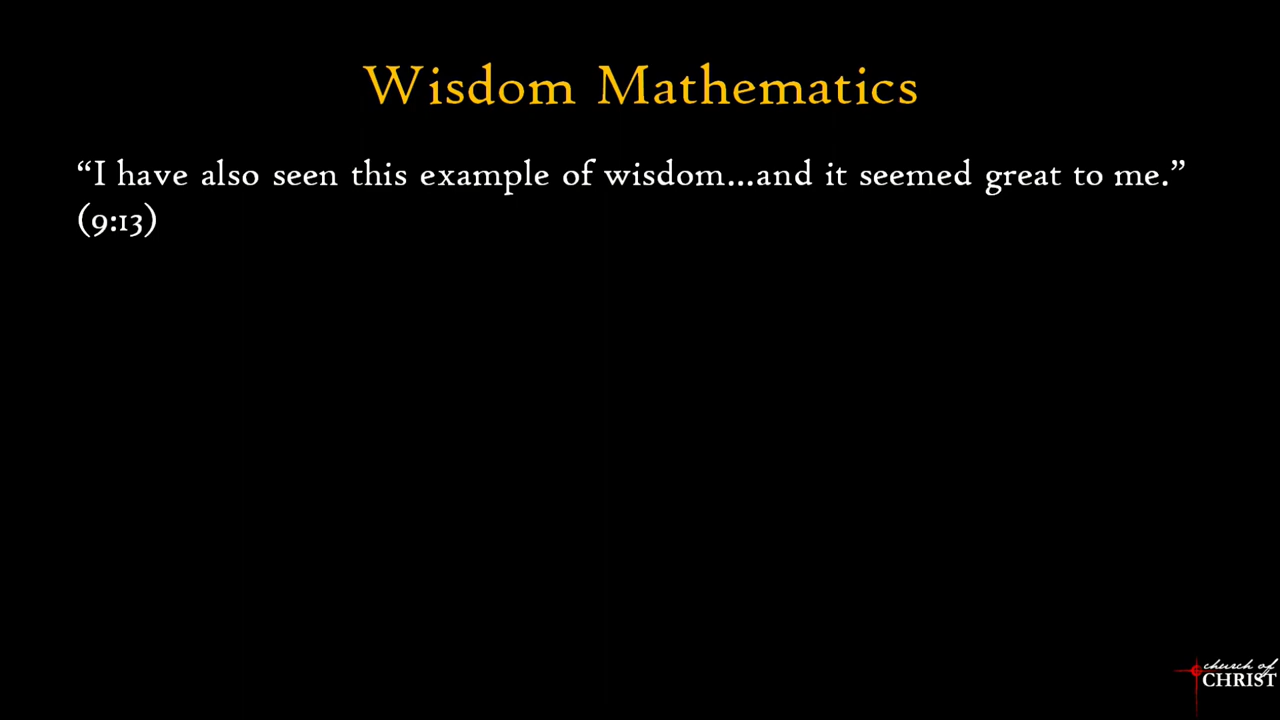 Wisdom Mathematics
“I have also seen this example of wisdom...and it seemed great to me.”
(9:13)
church of
CHRIST